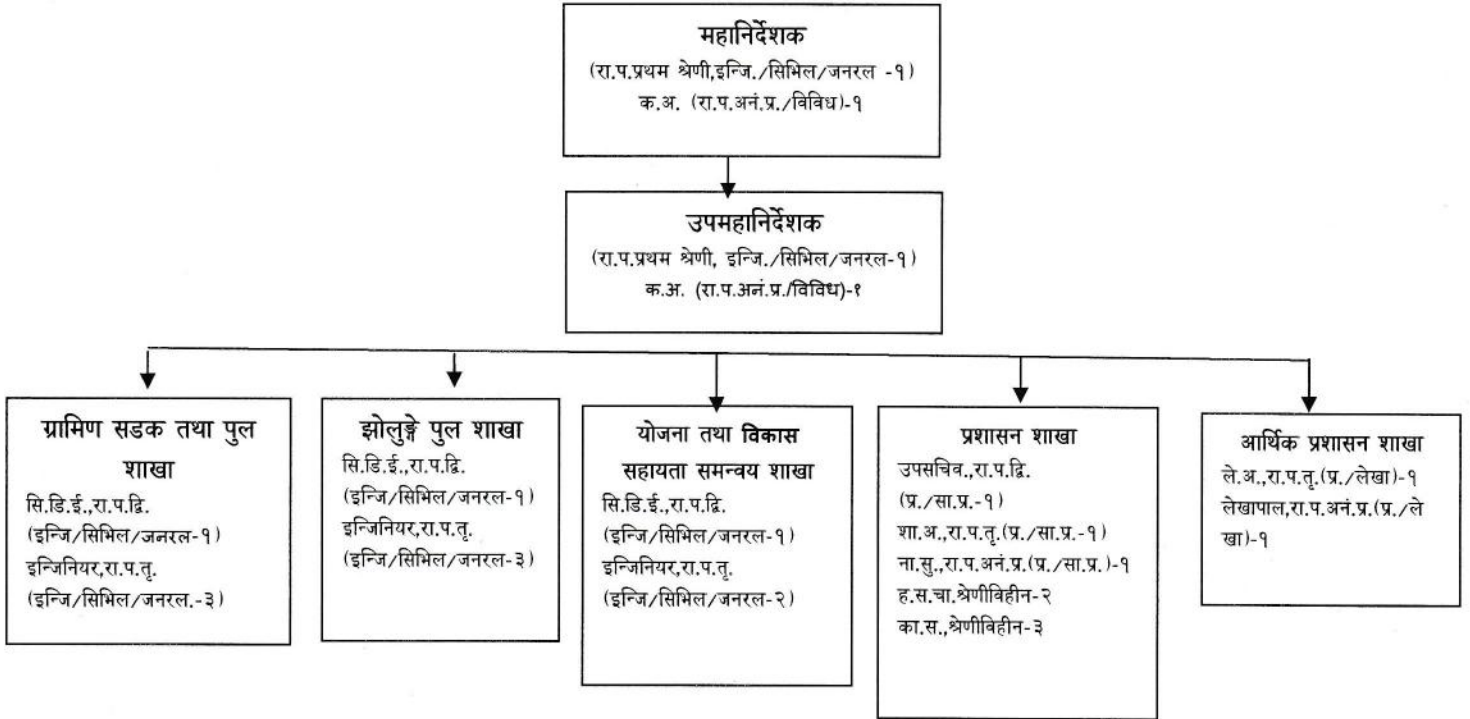 महानिर्देशक
(रा.प.प्रथम श्रेणी,इन्जि./सिभिल/जनरल -१)
क.अ. (रा.प.अनं.प्र./विविध)-१
उपमहानिर्देशक
(रा.प.प्रथम श्रेणी, इन्जि./सिभिल/जनरल-१)
क.अ. (रा.प.अनं.प्र./विविध)-१
ग्रामिण सडक तथा पुल
शाखा
सि.डि.ई.,रा.प.द्वि.
(इन्जि/सिभिल/जनरल-१)
इन्जिनियर,रा.प.तृ.
(इन्जि/सिभिल/जनरल.-३)
झोलुङ्गे पुल शाखा
सि.डि.ई.,रा.प.द्वि.
(इन्जि/सिभिल/जनरल-१)
इन्जिनियर,रा.प.तृ.
(इन्जि/सिभिल/जनरल-३)
योजना तथा विकास
सहायता समन्वय शाखा
सि.डि.ई.,रा.प.द्वि.
(इन्जि/सिभिल/जनरल-१)
इन्जिनियर,रा.प.तृ.
(इन्जि/सिभिल/जनरल-२)
प्रशासन शाखा
उपसचिव.,रा.प.द्वि.
(प्र./सा.प्र.-१)
शा.अ.,रा.प.तृ.(प्र./सा.प्र.-१)
ना.सु.,रा.प.अनं.प्र.(प्र./सा.प्र.)-१
ह.स.चा.श्रेणीविहीन-२
का.स.,श्रेणीविहीन-३
आर्थिक प्रशासन शाखा
ले.अ.,रा.प.तृ.(प्र./लेखा)-१
लेखापाल,रा.प.अनं.प्र.(प्र./ले
खा)-१